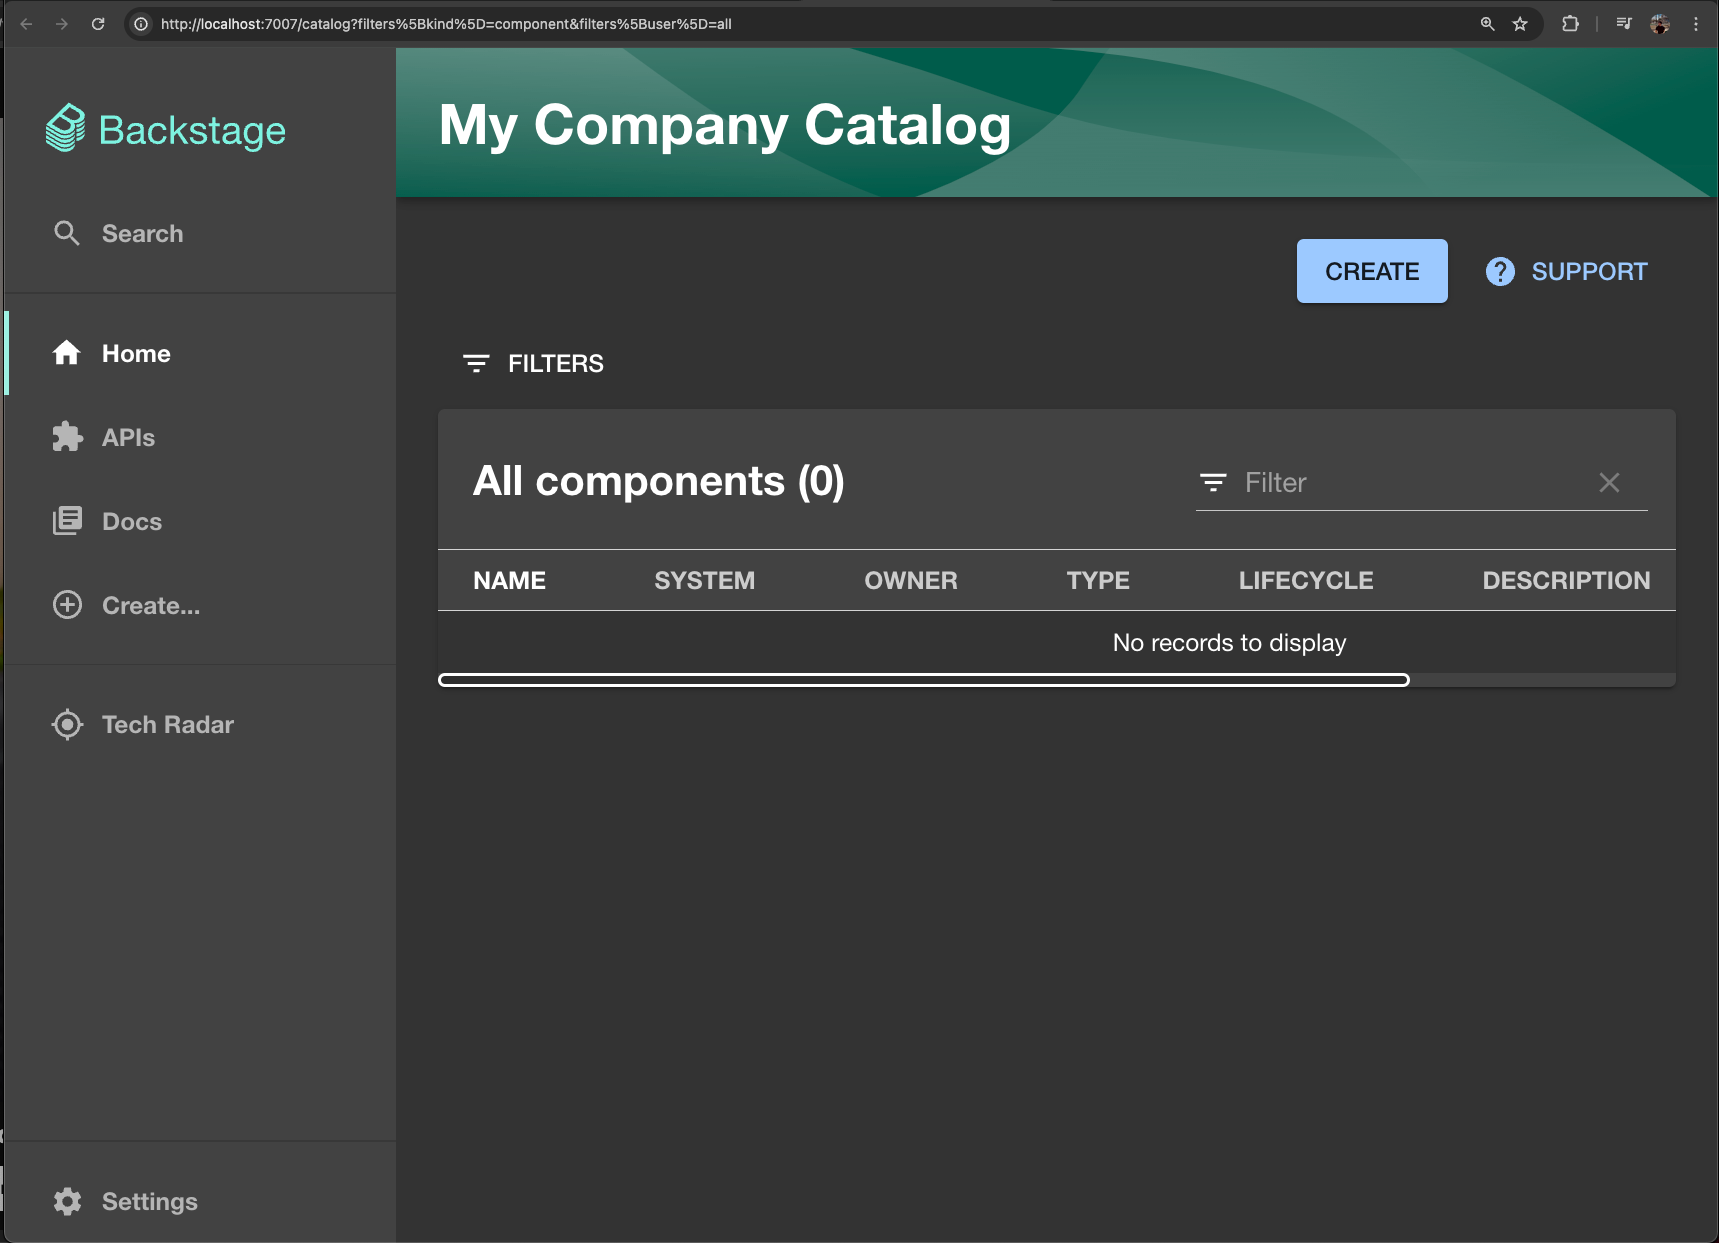 http://localhost:7007/catalog?filters%5Bkind%5D=component&filters%5Buser%5D=all
Backstage
Search
Home
APIs
Docs
Create...
Tech Radar
Settings
My Company Catalog
CREATE
SUPPORT
FILTERS
All components (0)
Filter
NAME SYSTEM OWNER TYPE LIFECYCLE DESCRIPTION
No records to display